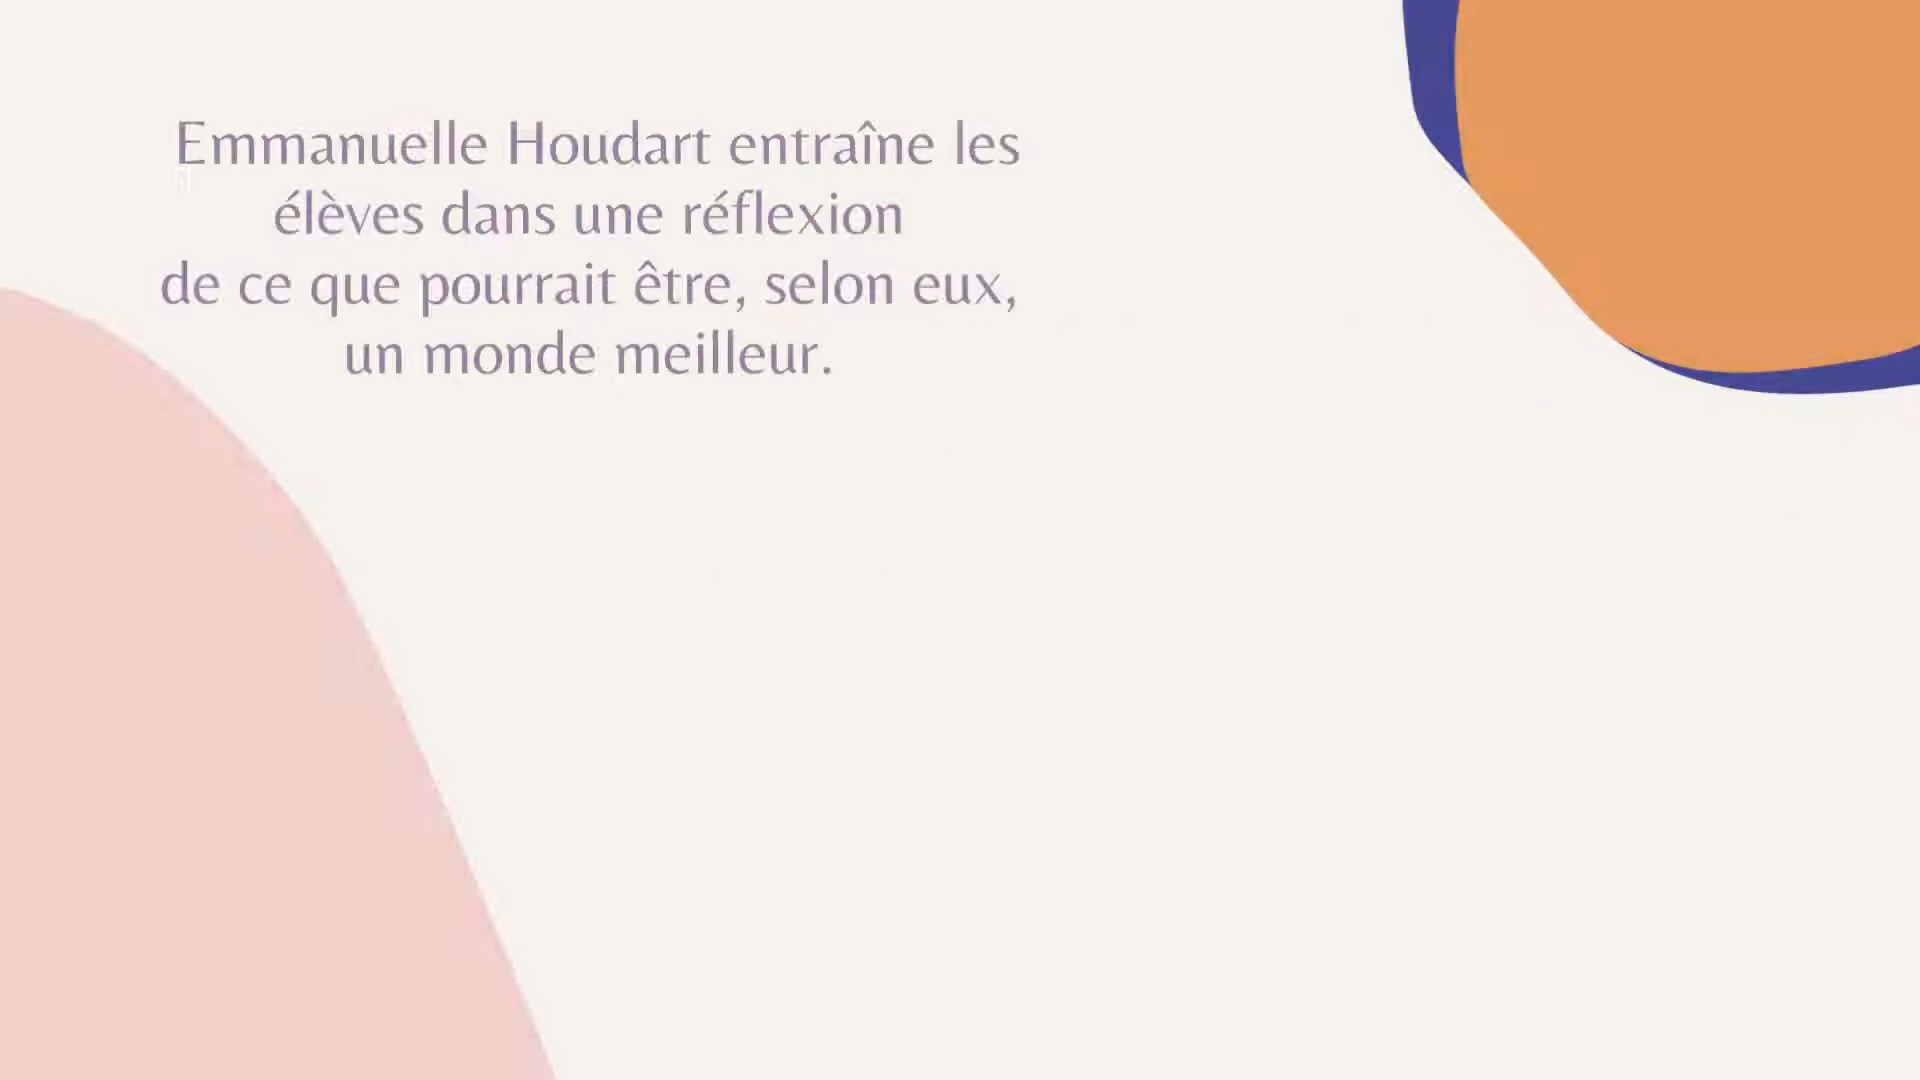 Emmanuelle Houdart entraîne les
élèves dans une réflexion
de ce que pourrait être, selon eux,
un monde meilleur.